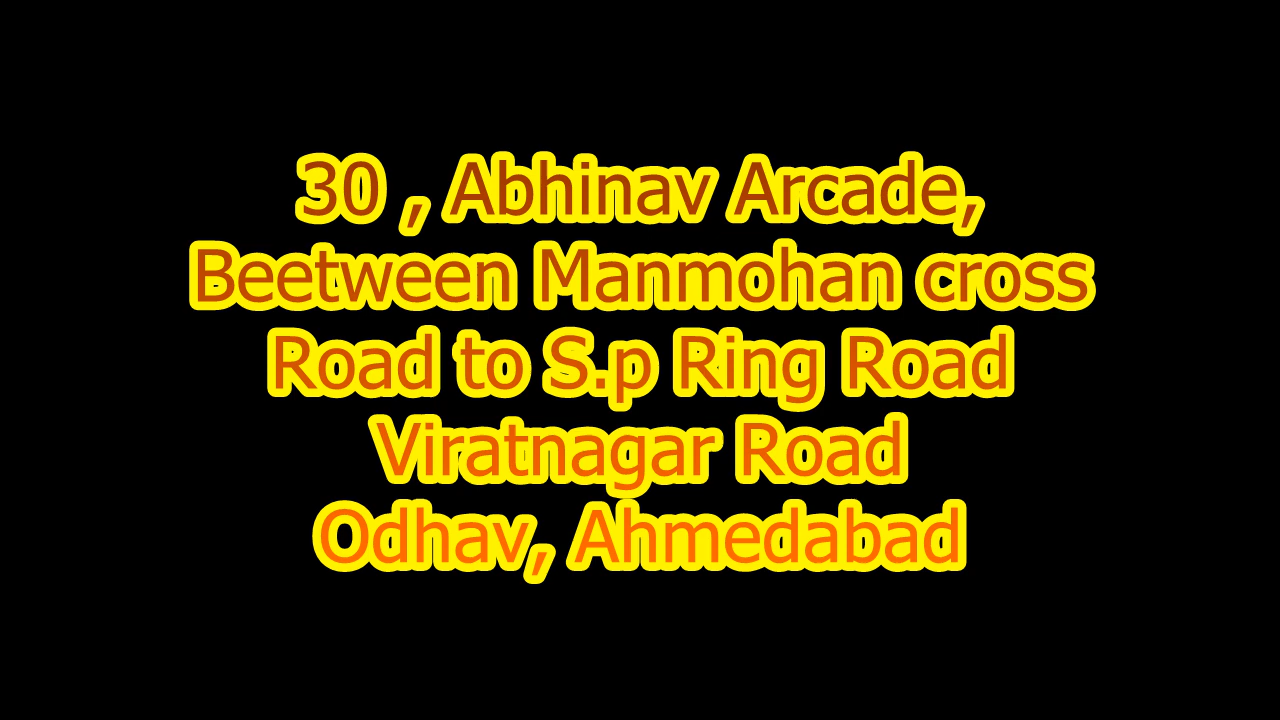 30 , Abhinav Arcade,
Beetween Manmohan cross
Road to S.p Ring Road
Viratnagar Road
Odhav, Ahmedabad